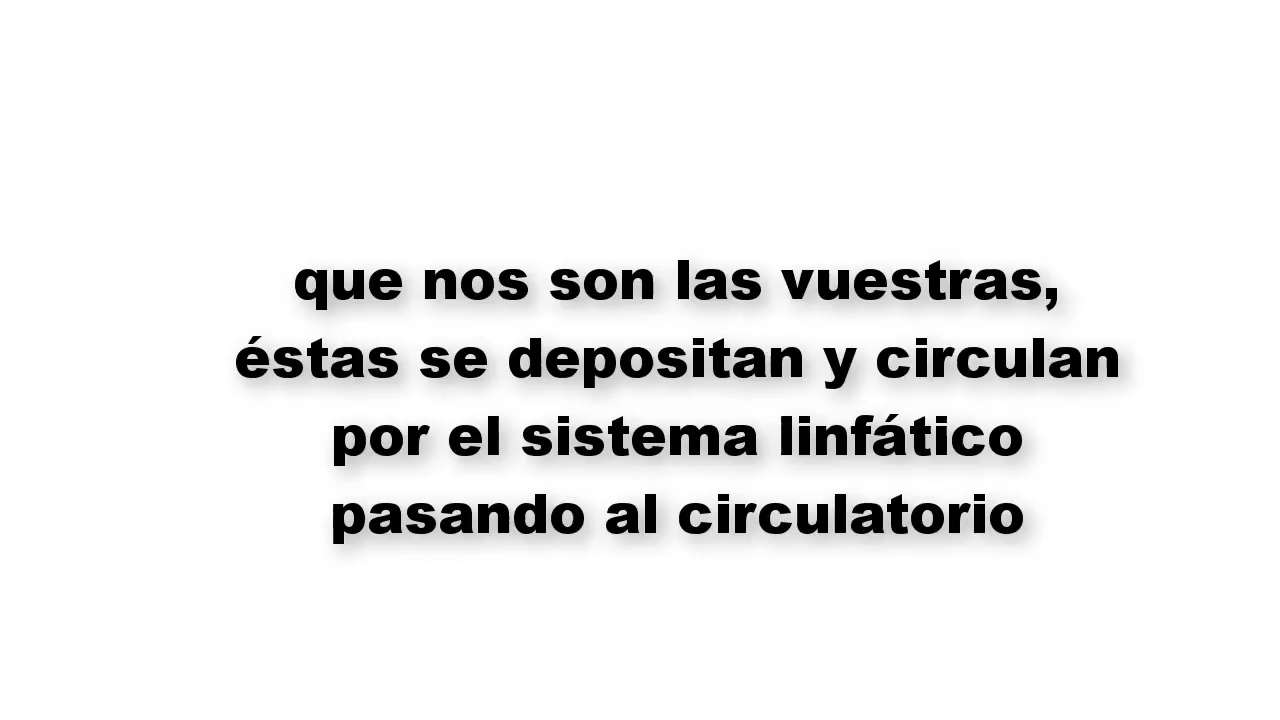 que nos son las vuestras,
éstas se depositan y circulan
por el sistema linfático
pasando al circulatorio